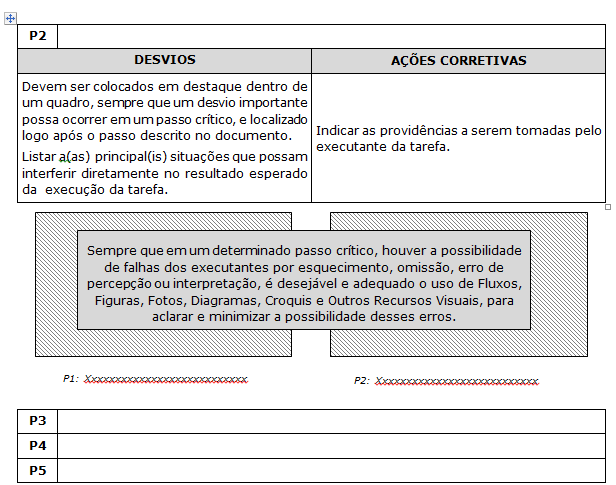 P2
DESVIOS
AÇÕES CORRETIVAS
Devem ser colocados em destaque dentro de
um quadro, sempre que um desvio importante
possa ocorrer em um passo crítico, e localizado
logo após o passo descrito no documento.
Listar a(as) principal(is) situações que possam
interferir diretamente no resultado esperado
da execução da tarefa.
Indicar as providências a serem tomadas pelo
executante da tarefa.
Sempre que em um determinado passo crítico, houver a possibilidade
de falhas dos executantes por esquecimento, omissão, erro de
percepção ou interpretação, é desejável e adequado o uso de Fluxos,
Figuras, Fotos, Diagramas, Croquis e Outros Recursos Visuais, para
aclarar e minimizar a possibilidade desses erros.
P1: Xxxxxxxxxxxxxxxxxxxxxxxxxxx
P2: Xxxxxxxxxxxxxxxxxxxxxxxxxxx
P3
P4
P5